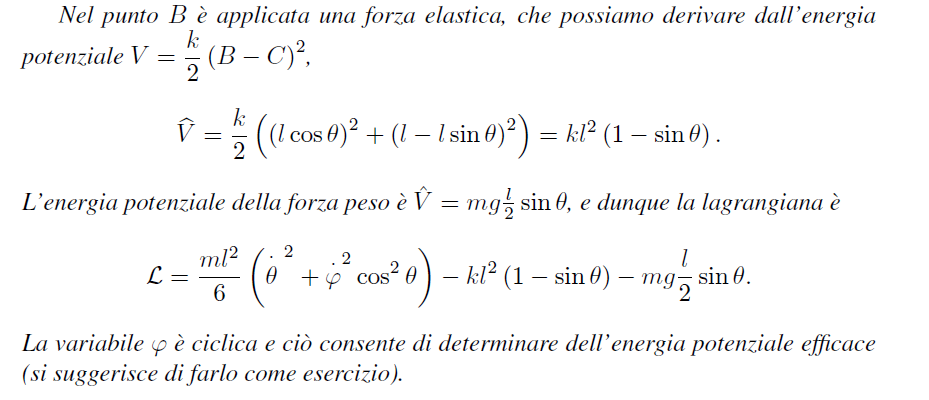 Nel punto B è applicata una forza elastica, che possiamo derivare dall'energia
potenziale V = k/2 (B − C)²,
V̂ = k/2 ((l cos θ)² + (l − l sin θ)²) = kl² (1 − sin θ) .
L'energia potenziale della forza peso è V̂ = mg l/2 sin θ, e dunque la lagrangiana è
ℒ = ml²/6 (θ̇² + φ̇² cos² θ) − kl² (1 − sin θ) − mg l/2 sin θ.
La variabile φ è ciclica e ciò consente di determinare dell'energia potenziale efficace
(si suggerisce di farlo come esercizio).